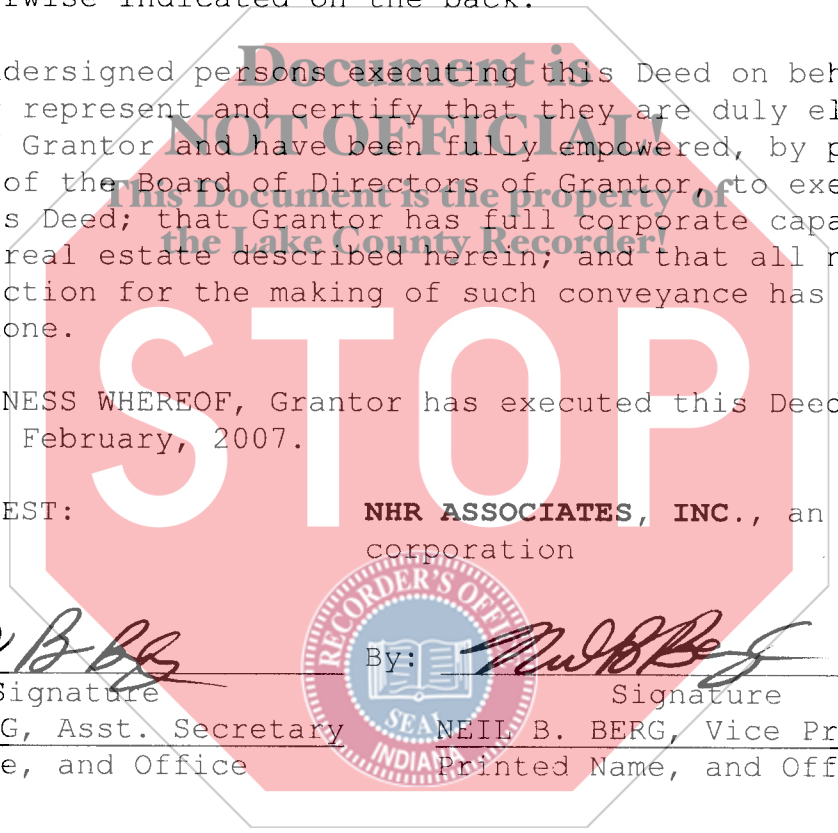 rwise indicated on the back.
Document is
dersigned persons executing this Deed on beh
represent and certify that they are duly el
NOT OFFICIAL!
Grantor and have been fully empowered, by p
of the Board of Directors of Grantor, to exe
This Document is the property of
s Deed; that Grantor has full corporate capa
the Lake County Recorder!
real estate described herein; and that all n
ction for the making of such conveyance has
one.
STOP
NESS WHEREOF, Grantor has executed this Deed
February, 2007.
EST:
NHR ASSOCIATES, INC., an
corporation
RECORDER'S OFFICE
SEAL
INDIANA
By:
Signature
Signature
G, Asst. Secretary
NEIL B. BERG, Vice Pr
e, and Office
Printed Name, and Off